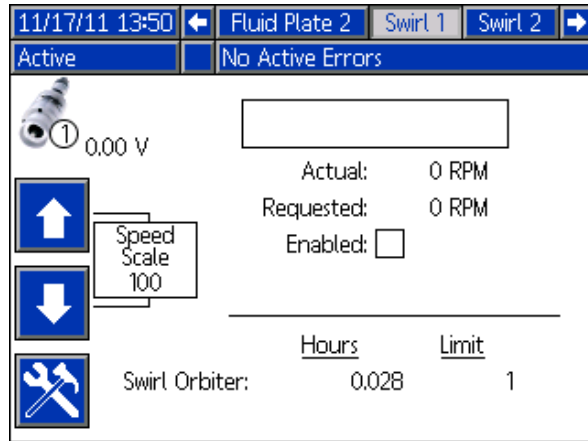 11/17/11 13:50 Fluid Plate 2 Swirl 1 Swirl 2
Active No Active Errors
1 0.00 V
Actual: 0 RPM
Requested: 0 RPM
Enabled:
Speed
Scale
100
Hours Limit
Swirl Orbiter: 0.028 1